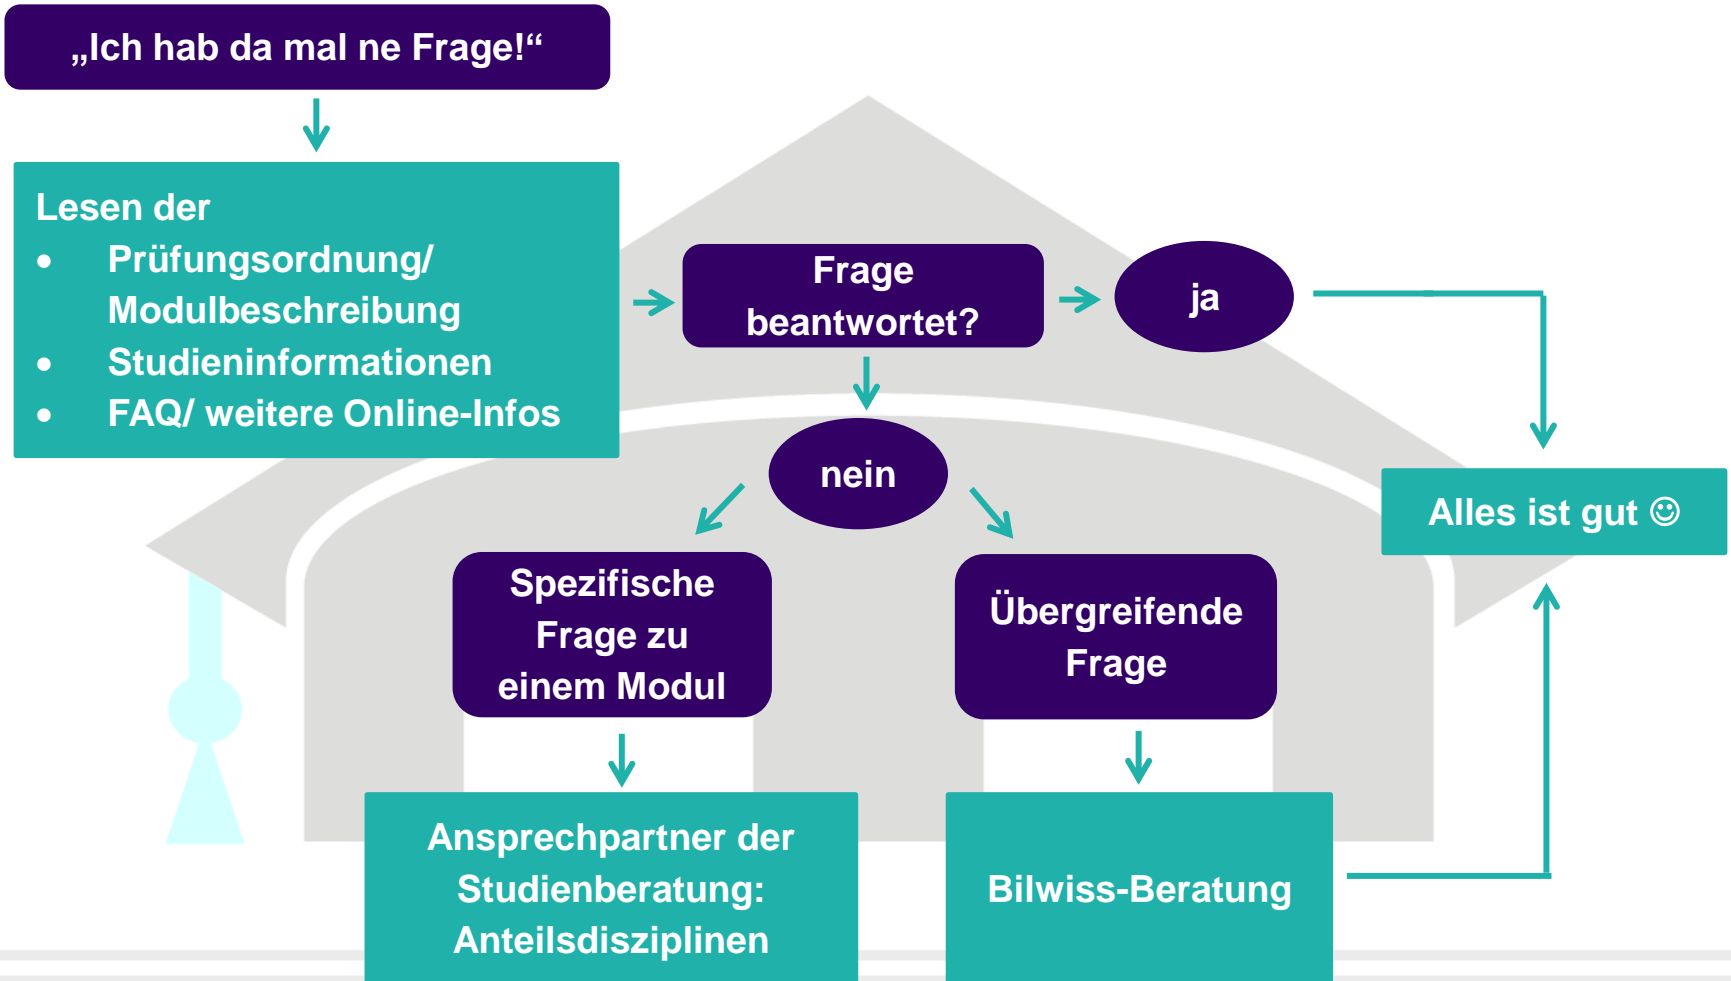 „Ich hab da mal ne Frage!“
Lesen der
• Prüfungsordnung/
Modulbeschreibung
• Studieninformationen
• FAQ/ weitere Online-Infos
Frage
beantwortet?
ja
nein
Alles ist gut ☺
Spezifische
Frage zu
einem Modul
Übergreifende
Frage
Ansprechpartner der
Studienberatung:
Anteilsdisziplinen
Bilwiss-Beratung